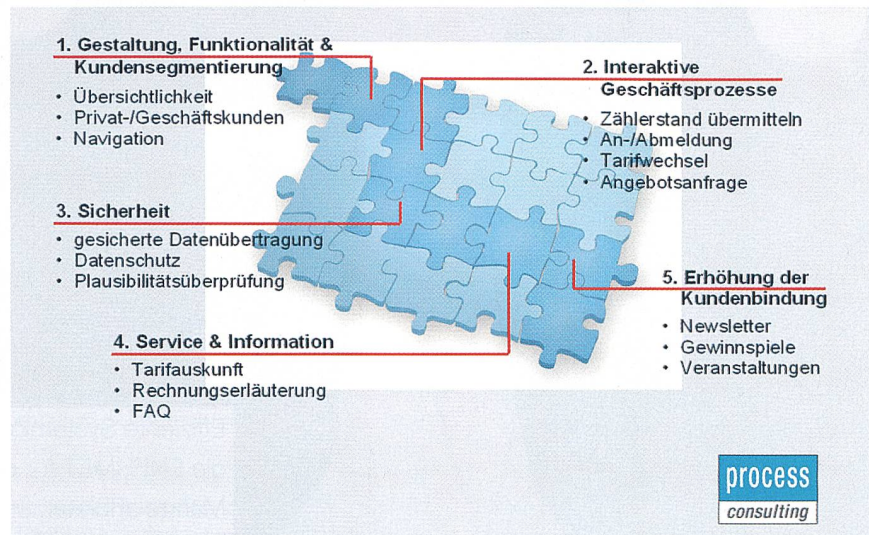 1. Gestaltung, Funktionalität &
Kundensegmentierung
• Übersichtlichkeit
• Privat-/Geschäftskunden
• Navigation
2. Interaktive
Geschäftsprozesse
• Zählerstand übermitteln
• An-/Abmeldung
• Tarifwechsel
• Angebotsanfrage
3. Sicherheit
• gesicherte Datenübertragung
• Datenschutz
• Plausibilitätsüberprüfung
4. Service & Information
• Tarifauskunft
• Rechnungserläuterung
• FAQ
5. Erhöhung der
Kundenbindung
• Newsletter
• Gewinnspiele
• Veranstaltungen
process
consulting